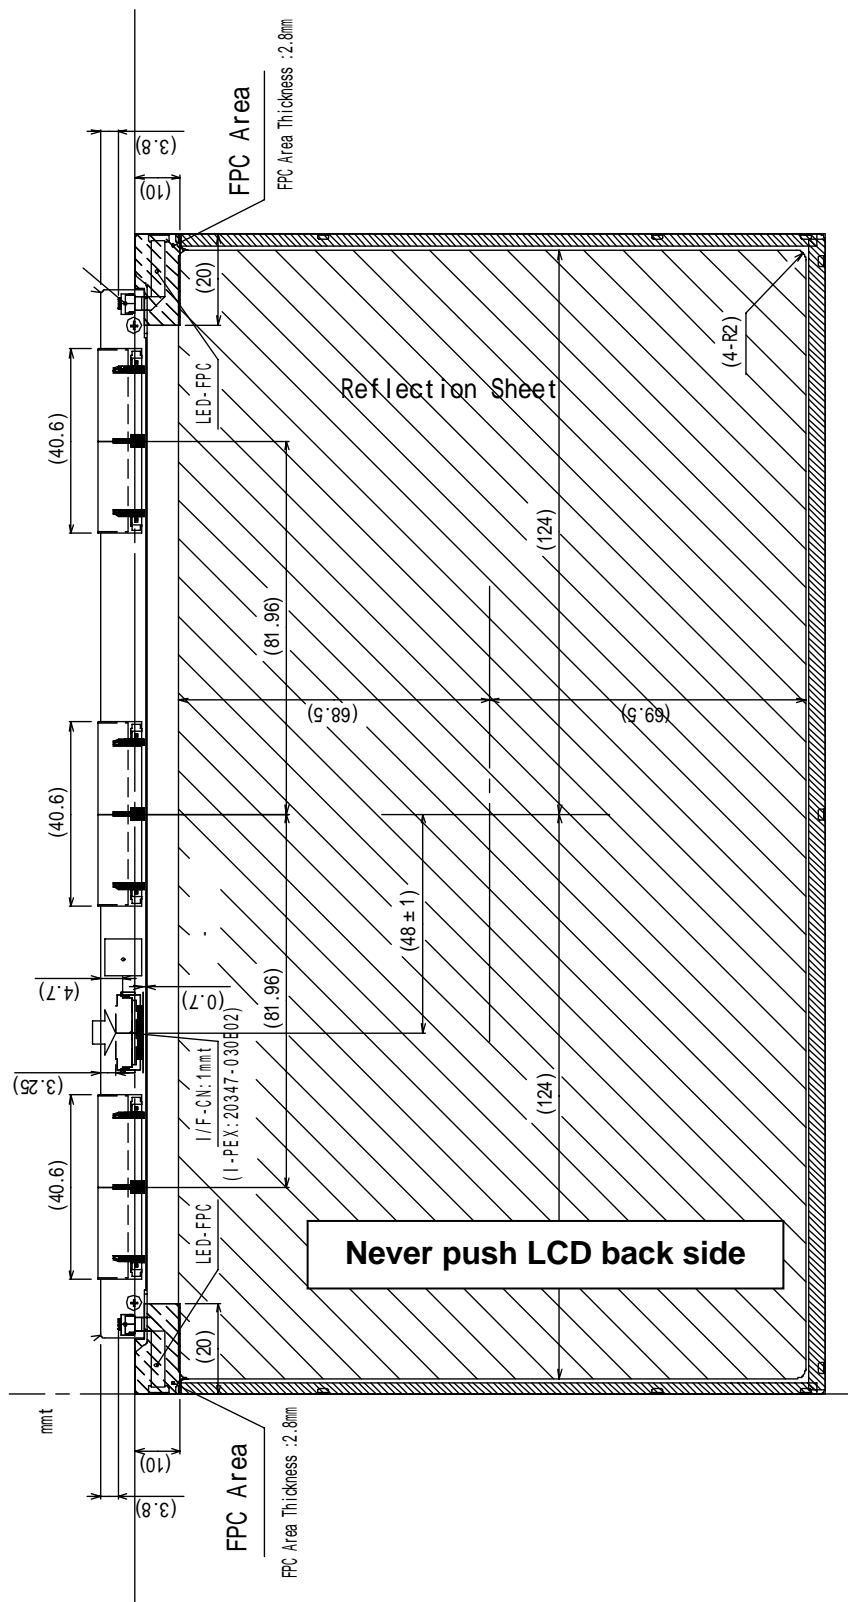 (3.8)
(10)
FPC Area
FPC Area Thickness :2.8mm
(20)
LED-FPC
(4-R2)
Reflection Sheet
(40.6)
(124)
(81.96)
(68.5)
(69.5)
(40.6)
(48±1)
(4.7)
(0.7)
(81.96)
(3.25)
I/F-CN:1mmt
(I-PEX:20347-030E02)
(124)
(40.6)
LED-FPC
Never push LCD back side
(20)
mmt
(10)
(3.8)
FPC Area
FPC Area Thickness :2.8mm